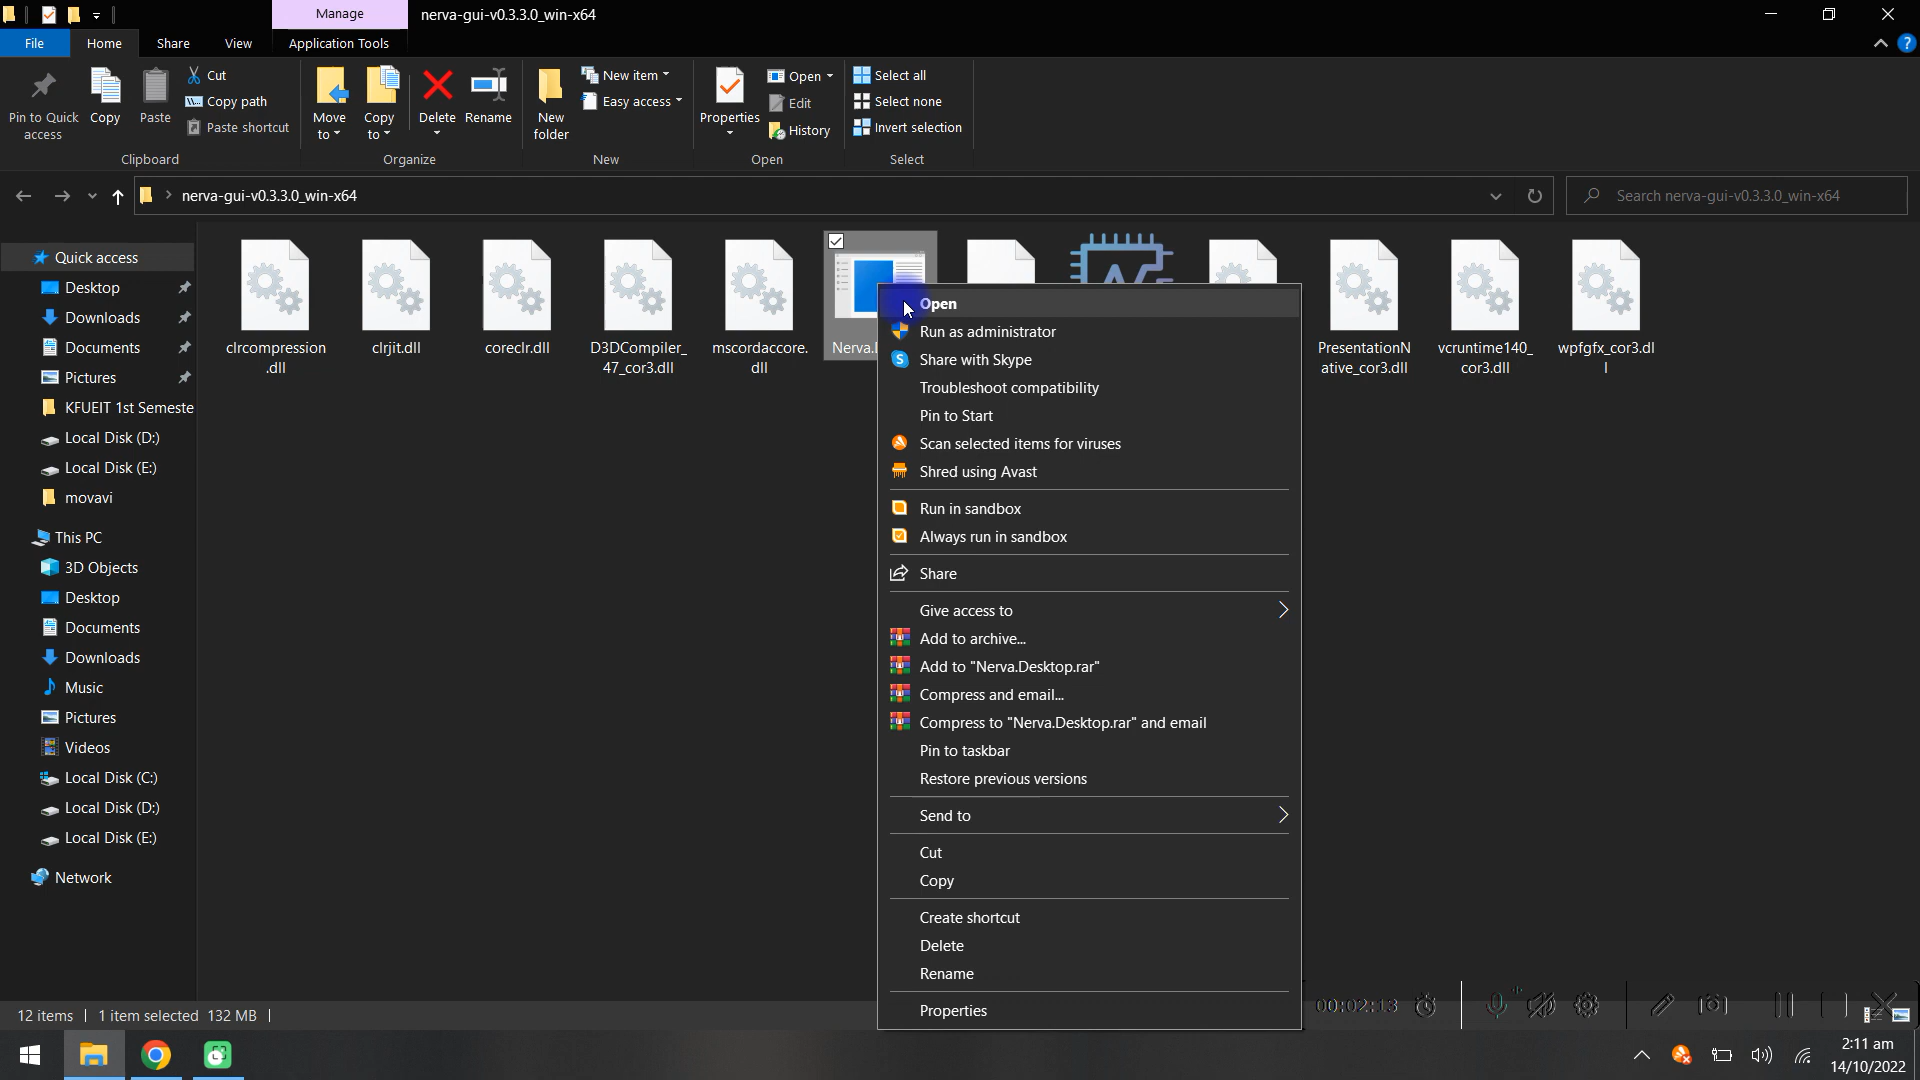 Manage
nerva-gui-v0.3.3.0_win-x64
File
Home
Share
View
Application Tools
Pin to Quick
access
Copy
Paste
Cut
Copy path
Paste shortcut
Clipboard
Move
to
Copy
to
Delete
Rename
Organize
New
folder
New item
Easy access
New
Properties
Open
Edit
History
Open
Select all
Select none
Invert selection
Select
nerva-gui-v0.3.3.0_win-x64
Search nerva-gui-v0.3.3.0_win-x64
Quick access
Desktop
Downloads
Documents
Pictures
KFUEIT 1st Semeste
Local Disk (D:)
Local Disk (E:)
movavi
This PC
3D Objects
Desktop
Documents
Downloads
Music
Pictures
Videos
Local Disk (C:)
Local Disk (D:)
Local Disk (E:)
Network
clrcompression
.dll
clrjit.dll
coreclr.dll
D3DCompiler_
47_cor3.dll
mscordaccore.
dll
PresentationN
ative_cor3.dll
vcruntime140_
cor3.dll
wpfgfx_cor3.dl
l
Open
Run as administrator
Share with Skype
Troubleshoot compatibility
Pin to Start
Scan selected items for viruses
Shred using Avast
Run in sandbox
Always run in sandbox
Share
Give access to
Add to archive...
Add to "Nerva.Desktop.rar"
Compress and email...
Compress to "Nerva.Desktop.rar" and email
Pin to taskbar
Restore previous versions
Send to
Cut
Copy
Create shortcut
Delete
Rename
Properties
12 items
1 item selected 132 MB
00:02:13
2:11 am
14/10/2022